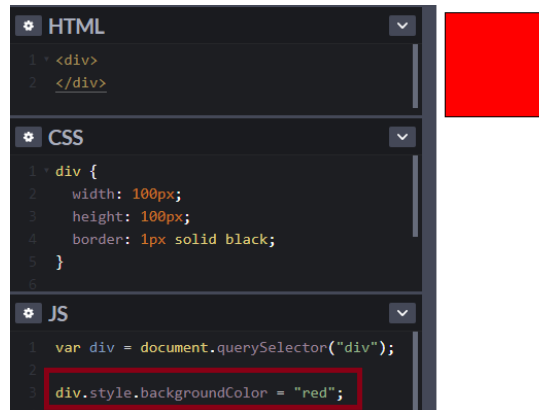 HTML
1 <div>
2 </div>
CSS
1 div {
2 width: 100px;
3 height: 100px;
4 border: 1px solid black;
5 }
6
JS
1 var div = document.querySelector("div");
2
3 div.style.backgroundColor = "red";